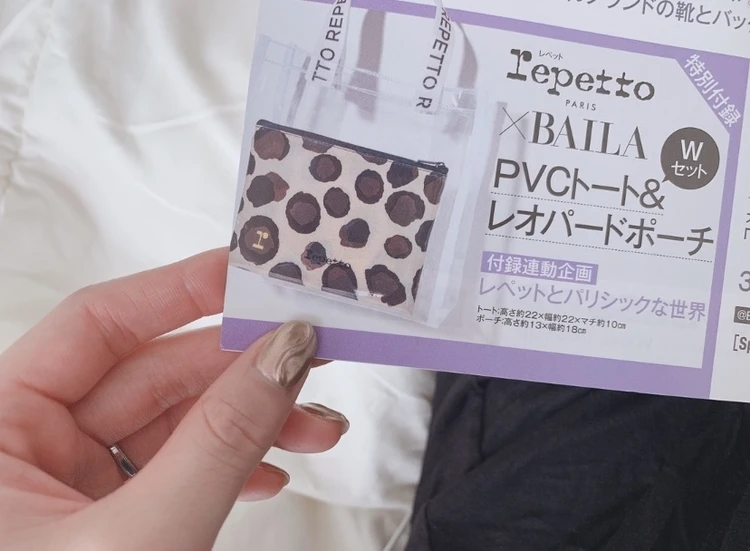 ンドの靴とバッ
TTO REPE
REPETTO R
特別付録
レペット
repetto
PARIS
×BAILA
W
セット
PVCトート&
レオパードポーチ
r
repetto
付録連動企画
レペットとパリシックな世界
トート:高さ約22×幅約22×マチ約10㎝
ポーチ:高さ約13×幅約18㎝